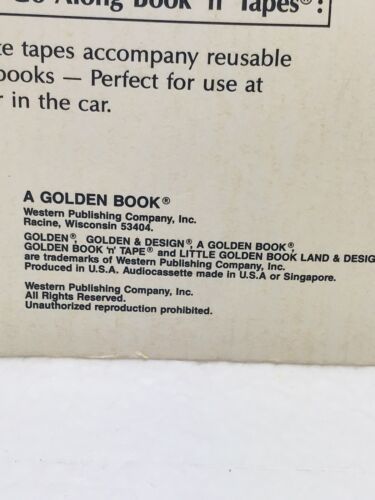 Go Along Book 'n' Tapes®:
tapes accompany reusable
books — Perfect for use at
in the car.
A GOLDEN BOOK®
Western Publishing Company, Inc.
Racine, Wisconsin 53404.
GOLDEN®, GOLDEN & DESIGN®, A GOLDEN BOOK®,
GOLDEN BOOK 'n' TAPE® and LITTLE GOLDEN BOOK LAND & DESIG
are trademarks of Western Publishing Company, Inc.
Produced in U.S.A. Audiocassette made in U.S.A or Singapore.
Western Publishing Company, Inc.
All Rights Reserved.
Unauthorized reproduction prohibited.